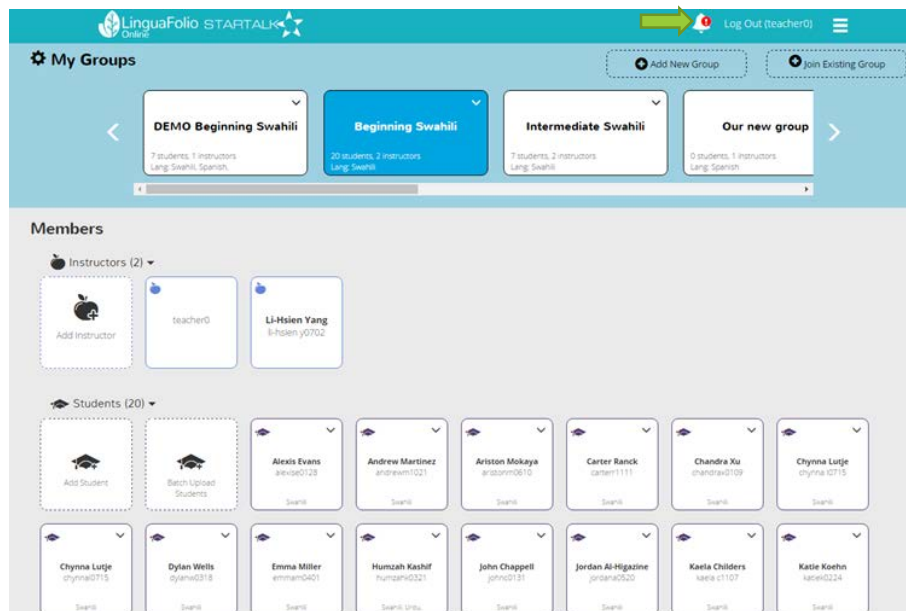 LinguaFolio STARTALK
Online
Log Out (teacher0)
My Groups
Add New Group
Join Existing Group
DEMO Beginning Swahili
7 students, 1 instructors
Lang: Swahili, Spanish,
Beginning Swahili
20 students, 2 instructors
Lang: Swahili
Intermediate Swahili
7 students, 2 instructors
Lang: Swahili
Our new group
0 students, 1 instructors
Lang: Spanish
Members
Instructors (2)
Add Instructor
teacher0
Li-Hsien Yang
li-hsien y0702
Students (20)
Add Student
Batch Upload
Students
Alexis Evans
alexise0128
Swahili
Andrew Martinez
andrewm1021
Swahili
Ariston Mokaya
aristonm0610
Swahili
Carter Ranck
carterr1111
Swahili
Chandra Xu
chandrax0109
Swahili
Chynna Lutje
chynna l0715
Swahili
Chynna Lutje
chynnal0715
Swahili
Dylan Wells
dylanw0318
Swahili
Emma Miller
emmam0401
Swahili
Humzah Kashif
humzahk0321
Swahili, Urdu,
John Chappell
johnc0131
Swahili
Jordan Al-Higazine
jordana0520
Swahili
Kaela Childers
kaela c1107
Swahili
Katie Koehn
katiek0224
Swahili